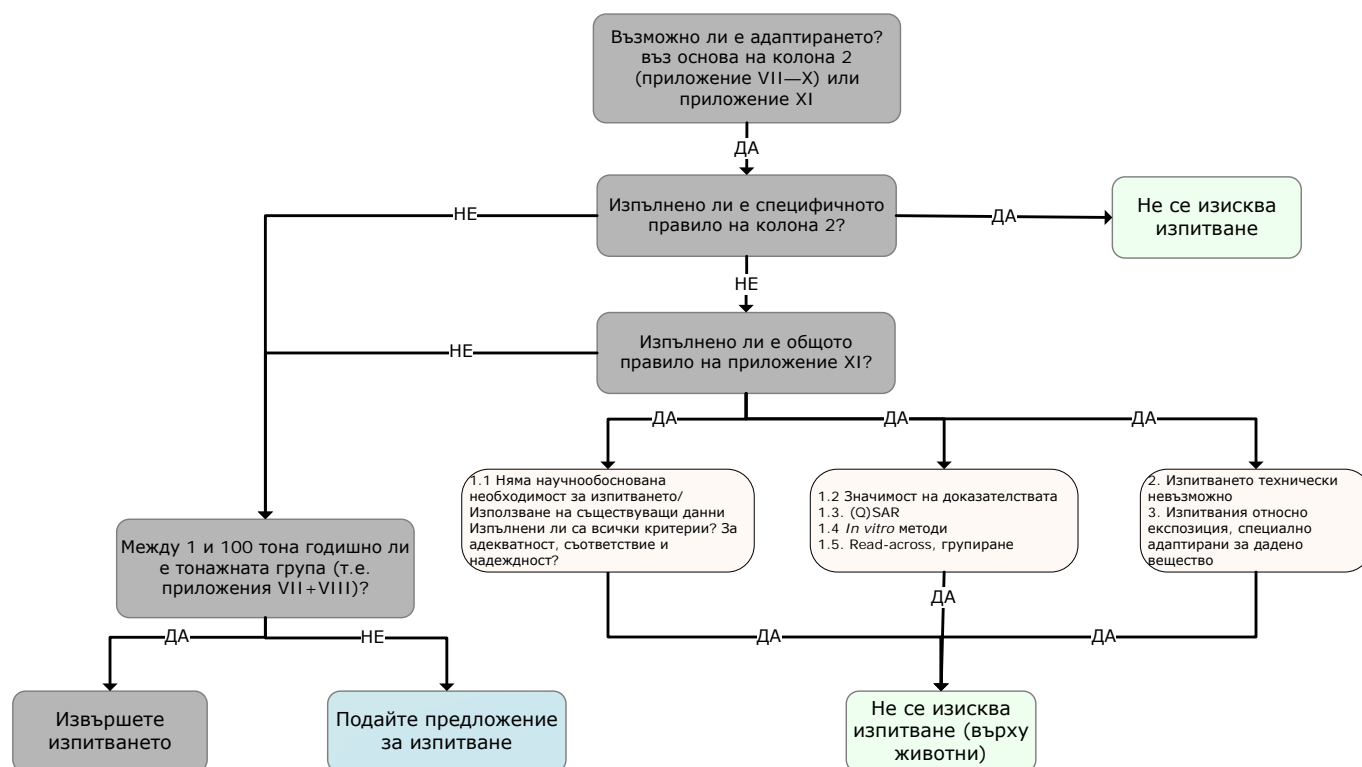 Възможно ли е адаптирането?
въз основа на колона 2
(приложение VII—X) или
приложение XI
ДА
Изпълнено ли е специфичното
правило на колона 2?
НЕ
ДА
Не се изисква
изпитване
НЕ
Изпълнено ли е общото
правило на приложение XI?
НЕ
ДА
ДА
ДА
1.1 Няма научнообоснована
необходимост за изпитването/
Използване на съществуващи данни
Изпълнени ли са всички критерии? За
адекватност, съответствие и
надеждност?
1.2 Значимост на доказателствата
1.3. (Q)SAR
1.4 In vitro методи
1.5. Read-across, групиране
2. Изпитването технически
невъзможно
3. Изпитвания относно
експозиция, специално
адаптирани за дадено
вещество
Между 1 и 100 тона годишно ли
е тонажната група (т.е.
приложения VII+VIII)?
ДА
НЕ
ДА
ДА
ДА
Извършете
изпитването
Подайте предложение
за изпитване
Не се изисква
изпитване (върху
животни)